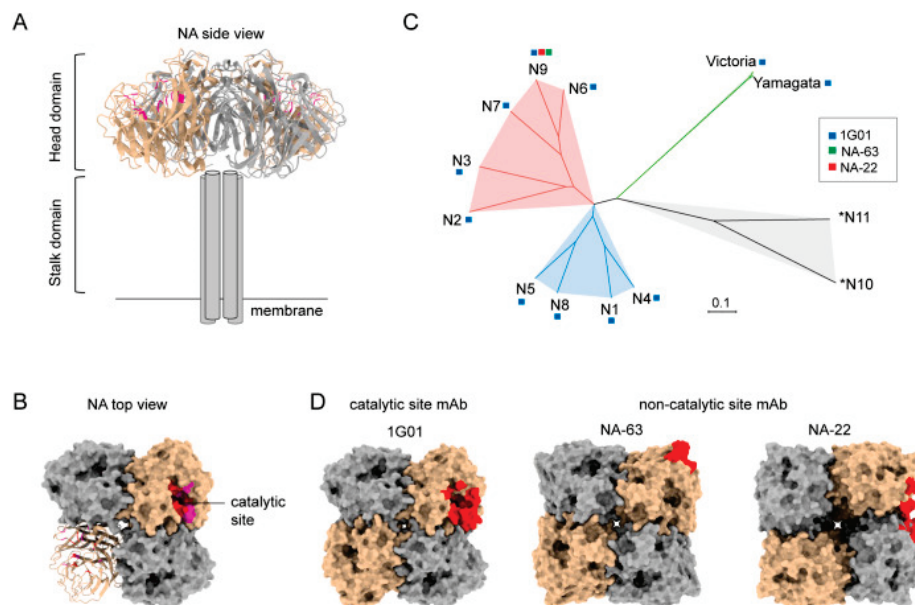 A
NA side view
Head domain
Stalk domain
membrane
B
NA top view
catalytic
site
C
N9
N6
N7
N3
N2
N5
N8
N1
N4
Victoria
Yamagata
1G01
NA-63
NA-22
*N11
*N10
0.1
D
catalytic site mAb
1G01
non-catalytic site mAb
NA-63
NA-22